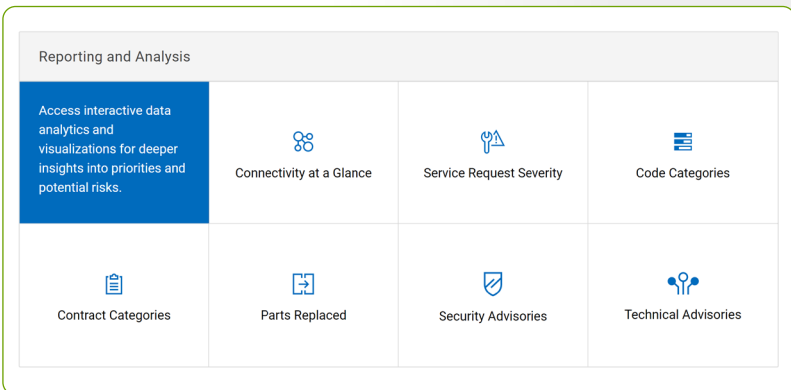 Reporting and Analysis
Access interactive data
analytics and
visualizations for deeper
insights into priorities and
potential risks.
Connectivity at a Glance
Service Request Severity
Code Categories
Contract Categories
Parts Replaced
Security Advisories
Technical Advisories